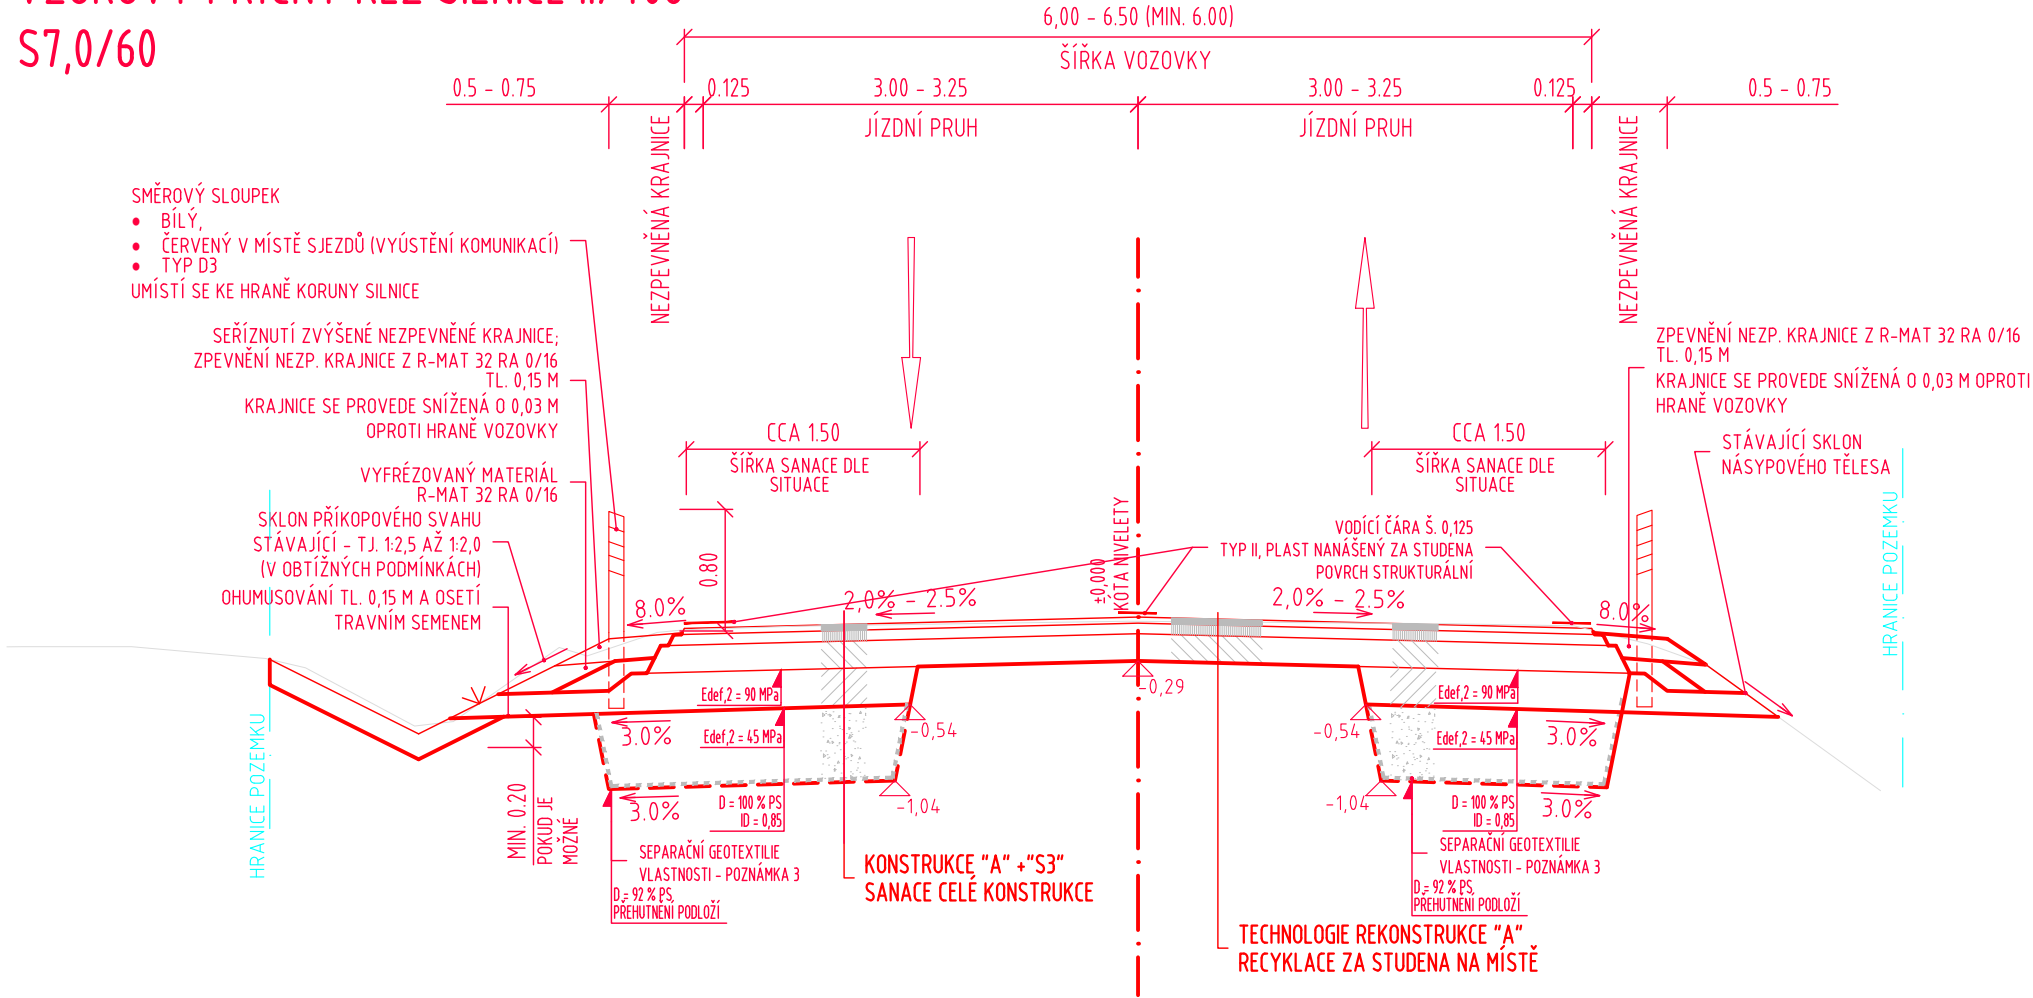 S7,0/60
6,00 - 6.50 (MIN. 6.00)
ŠÍŘKA VOZOVKY
0.5 - 0.75
0.125
3.00 - 3.25
3.00 - 3.25
0.125
0.5 - 0.75
JÍZDNÍ PRUH
JÍZDNÍ PRUH
NEZPEVNĚNÁ KRAJNICE
NEZPEVNĚNÁ KRAJNICE
SMĚROVÝ SLOUPEK
• BÍLÝ,
• ČERVENÝ V MÍSTĚ SJEZDŮ (VYÚSTĚNÍ KOMUNIKACÍ)
• TYP D3
UMÍSTÍ SE KE HRANĚ KORUNY SILNICE
SEŘÍZNUTÍ ZVÝŠENÉ NEZPEVNĚNÉ KRAJNICE;
ZPEVNĚNÍ NEZP. KRAJNICE Z R-MAT 32 RA 0/16
TL. 0,15 M
KRAJNICE SE PROVEDE SNÍŽENÁ O 0,03 M
OPROTI HRANĚ VOZOVKY
VYFRÉZOVANÝ MATERIÁL
R-MAT 32 RA 0/16
SKLON PŘÍKOPOVÉHO SVAHU
STÁVAJÍCÍ - TJ. 1:2,5 AŽ 1:2,0
(V OBTÍŽNÝCH PODMÍNKÁCH)
OHUMUSOVÁNÍ TL. 0,15 M A OSETÍ
TRAVNÍM SEMENEM
ZPEVNĚNÍ NEZP. KRAJNICE Z R-MAT 32 RA 0/16
TL. 0,15 M
KRAJNICE SE PROVEDE SNÍŽENÁ O 0,03 M OPROTI
HRANĚ VOZOVKY
STÁVAJÍCÍ SKLON
NÁSYPOVÉHO TĚLESA
CCA 1.50
ŠÍŘKA SANACE DLE
SITUACE
CCA 1.50
ŠÍŘKA SANACE DLE
SITUACE
0.80
±0,000
KÓTA NIVELETY
VODÍCÍ ČÁRA Š. 0,125
TYP II, PLAST NANÁŠENÝ ZA STUDENA
POVRCH STRUKTURÁLNÍ
8.0%
2,0% - 2.5%
2,0% - 2.5%
8.0%
HRANICE POZEMKU
HRANICE POZEMKU
-0,29
Edef,2 = 90 MPa
Edef,2 = 90 MPa
3.0%
Edef,2 = 45 MPa
-0,54
-0,54
Edef,2 = 45 MPa
3.0%
3.0%
D = 100 % PS
ID = 0,85
-1,04
-1,04
D = 100 % PS
ID = 0,85
3.0%
MIN. 0.20
POKUD JE
MOŽNÉ
SEPARAČNÍ GEOTEXTILIE
VLASTNOSTI - POZNÁMKA 3
D = 92 % PS
PŘEHUTNĚNÍ PODLOŽÍ
SEPARAČNÍ GEOTEXTILIE
VLASTNOSTI - POZNÁMKA 3
D = 92 % PS
PŘEHUTNĚNÍ PODLOŽÍ
KONSTRUKCE "A" +"S3"
SANACE CELÉ KONSTRUKCE
TECHNOLOGIE REKONSTRUKCE "A"
RECYKLACE ZA STUDENA NA MÍSTĚ